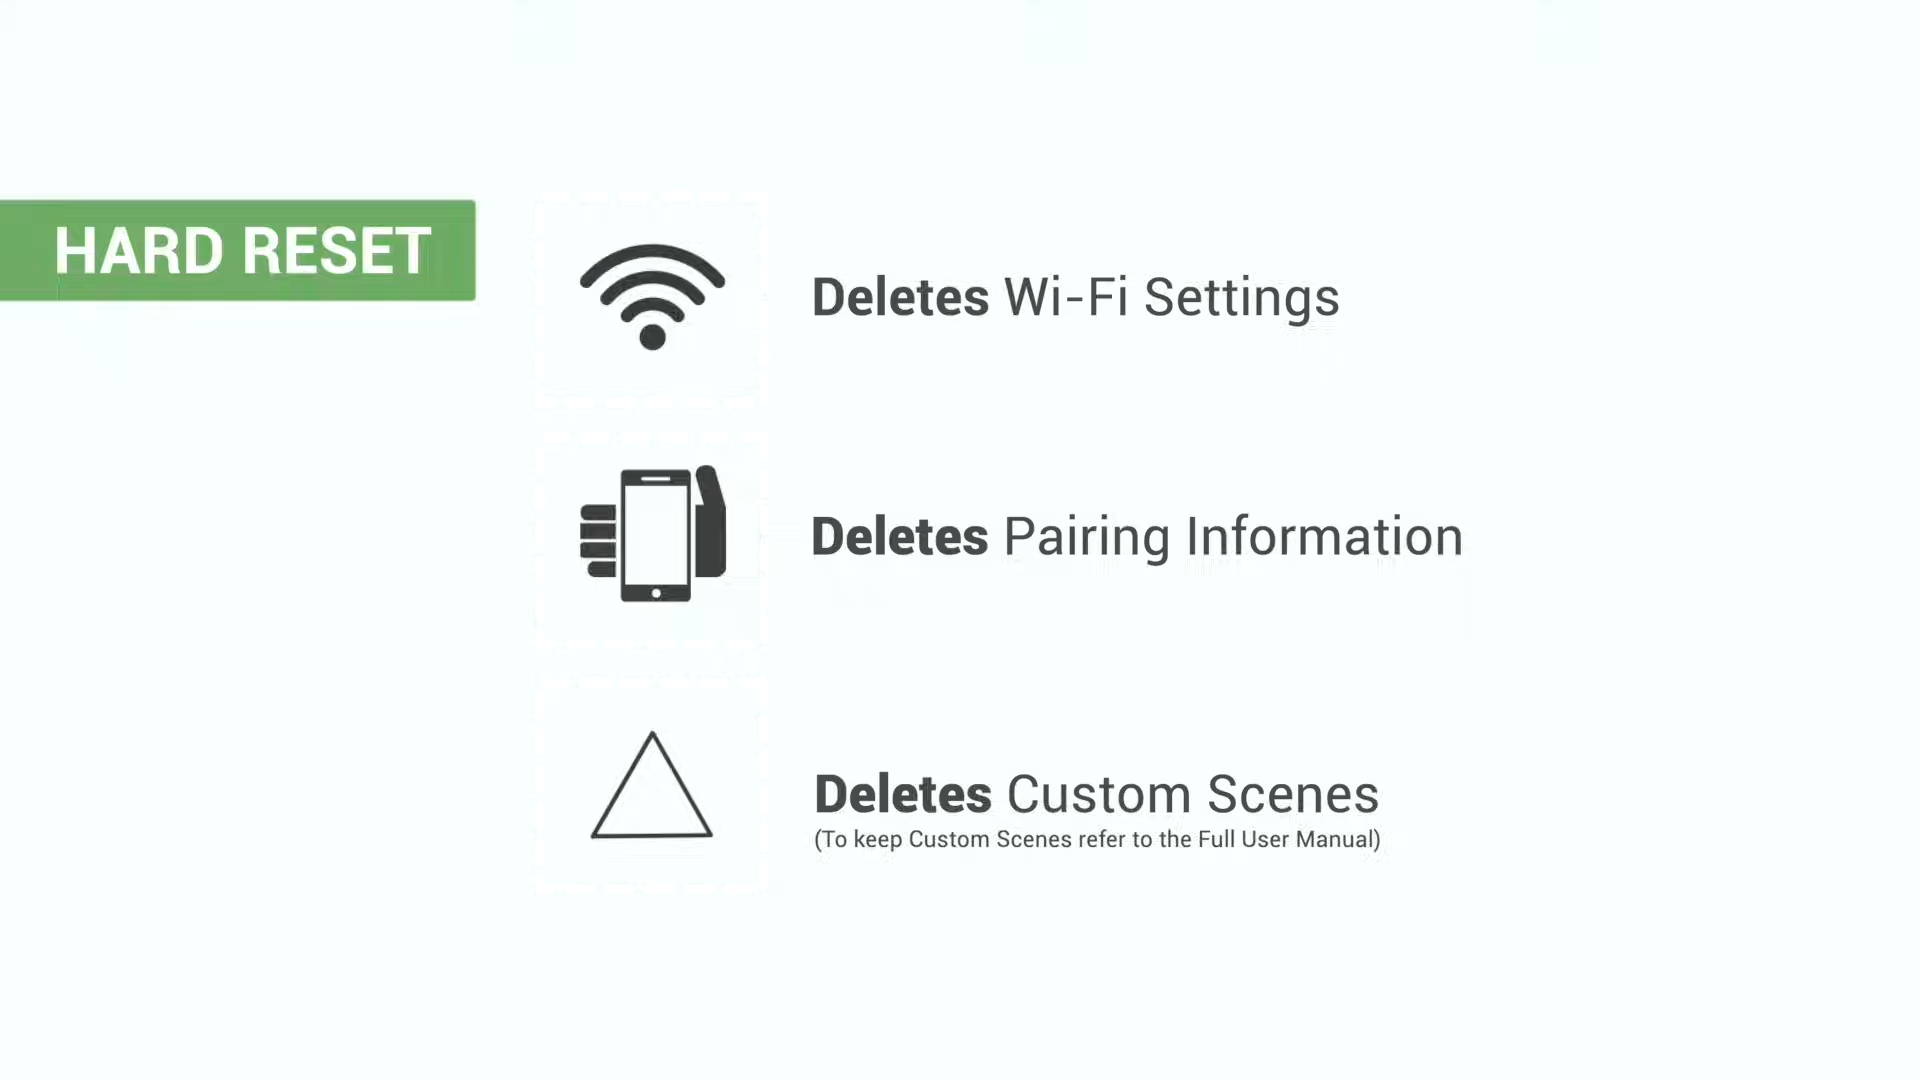 HARD RESET
Deletes Wi-Fi Settings
Deletes Pairing Information
Deletes Custom Scenes
(To keep Custom Scenes refer to the Full User Manual)